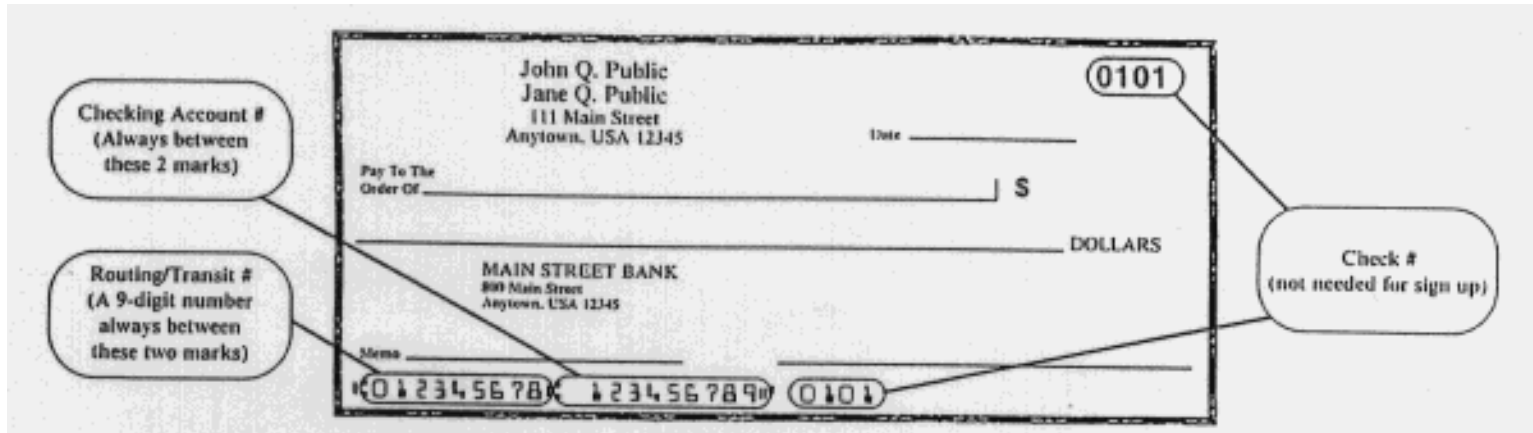 Checking Account #
(Always between
these 2 marks)
Routing/Transit #
(A 9-digit number
always between
these two marks)
John Q. Public
Jane Q. Public
111 Main Street
Anytown, USA 12345
0101
Date
Pay To The
Order Of
$
DOLLARS
MAIN STREET BANK
800 Main Street
Anytown, USA 12345
Memo
⑆012345678⑆ 123456789⑈ 0101
Check #
(not needed for sign up)